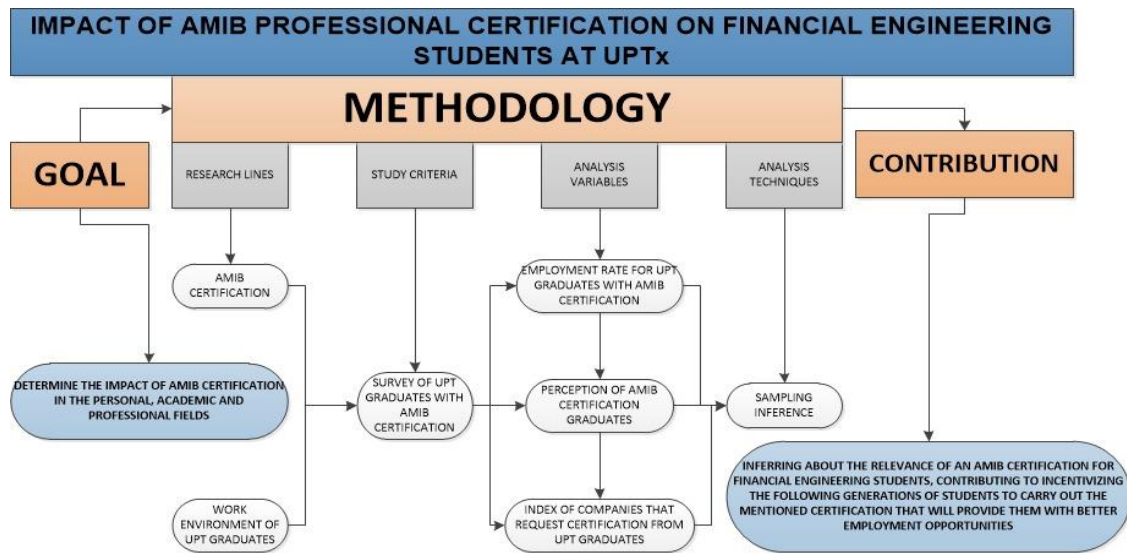 IMPACT OF AMIB PROFESSIONAL CERTIFICATION ON FINANCIAL ENGINEERING
STUDENTS AT UPTx
METHODOLOGY
GOAL
RESEARCH LINES
STUDY CRITERIA
ANALYSIS
VARIABLES
ANALYSIS
TECHNIQUES
CONTRIBUTION
AMIB
CERTIFICATION
EMPLOYMENT RATE FOR UPT
GRADUATES WITH AMIB
CERTIFICATION
DETERMINE THE IMPACT OF AMIB CERTIFICATION
IN THE PERSONAL, ACADEMIC AND
PROFESSIONAL FIELDS
SURVEY OF UPT
GRADUATES WITH AMIB
CERTIFICATION
PERCEPTION OF AMIB
CERTIFICATION
GRADUATES
SAMPLING
INFERENCE
WORK
ENVIRONMENT OF
UPT GRADUATES
INDEX OF COMPANIES THAT
REQUEST CERTIFICATION FROM
UPT GRADUATES
INFERRING ABOUT THE RELEVANCE OF AN AMIB CERTIFICATION FOR
FINANCIAL ENGINEERING STUDENTS, CONTRIBUTING TO INCENTIVIZING
THE FOLLOWING GENERATIONS OF STUDENTS TO CARRY OUT THE
MENTIONED CERTIFICATION THAT WILL PROVIDE THEM WITH BETTER
EMPLOYMENT OPPORTUNITIES